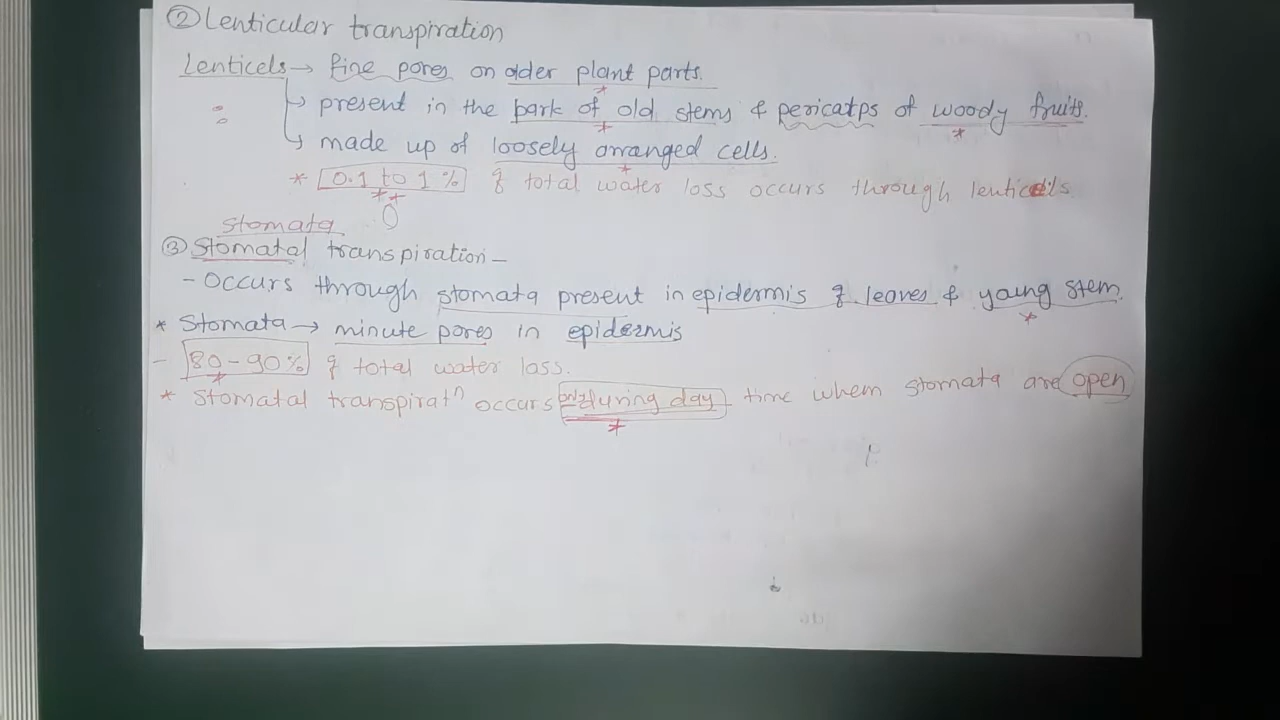 ② Lenticular transpiration
Lenticels → fine pores on older plant parts.
↳ present in the bark of old stems & pericarps of woody fruits.
↳ made up of loosely arranged cells.
* 0.1 to 1 % of total water loss occurs through lenticels
stomata
③ Stomatal transpiration –
- Occurs through stomata present in epidermis of leaves & young stem.
* Stomata → minute pores in epidermis
- 80-90% of total water loss.
* Stomatal transpiratⁿ occurs only during day time when stomata are open